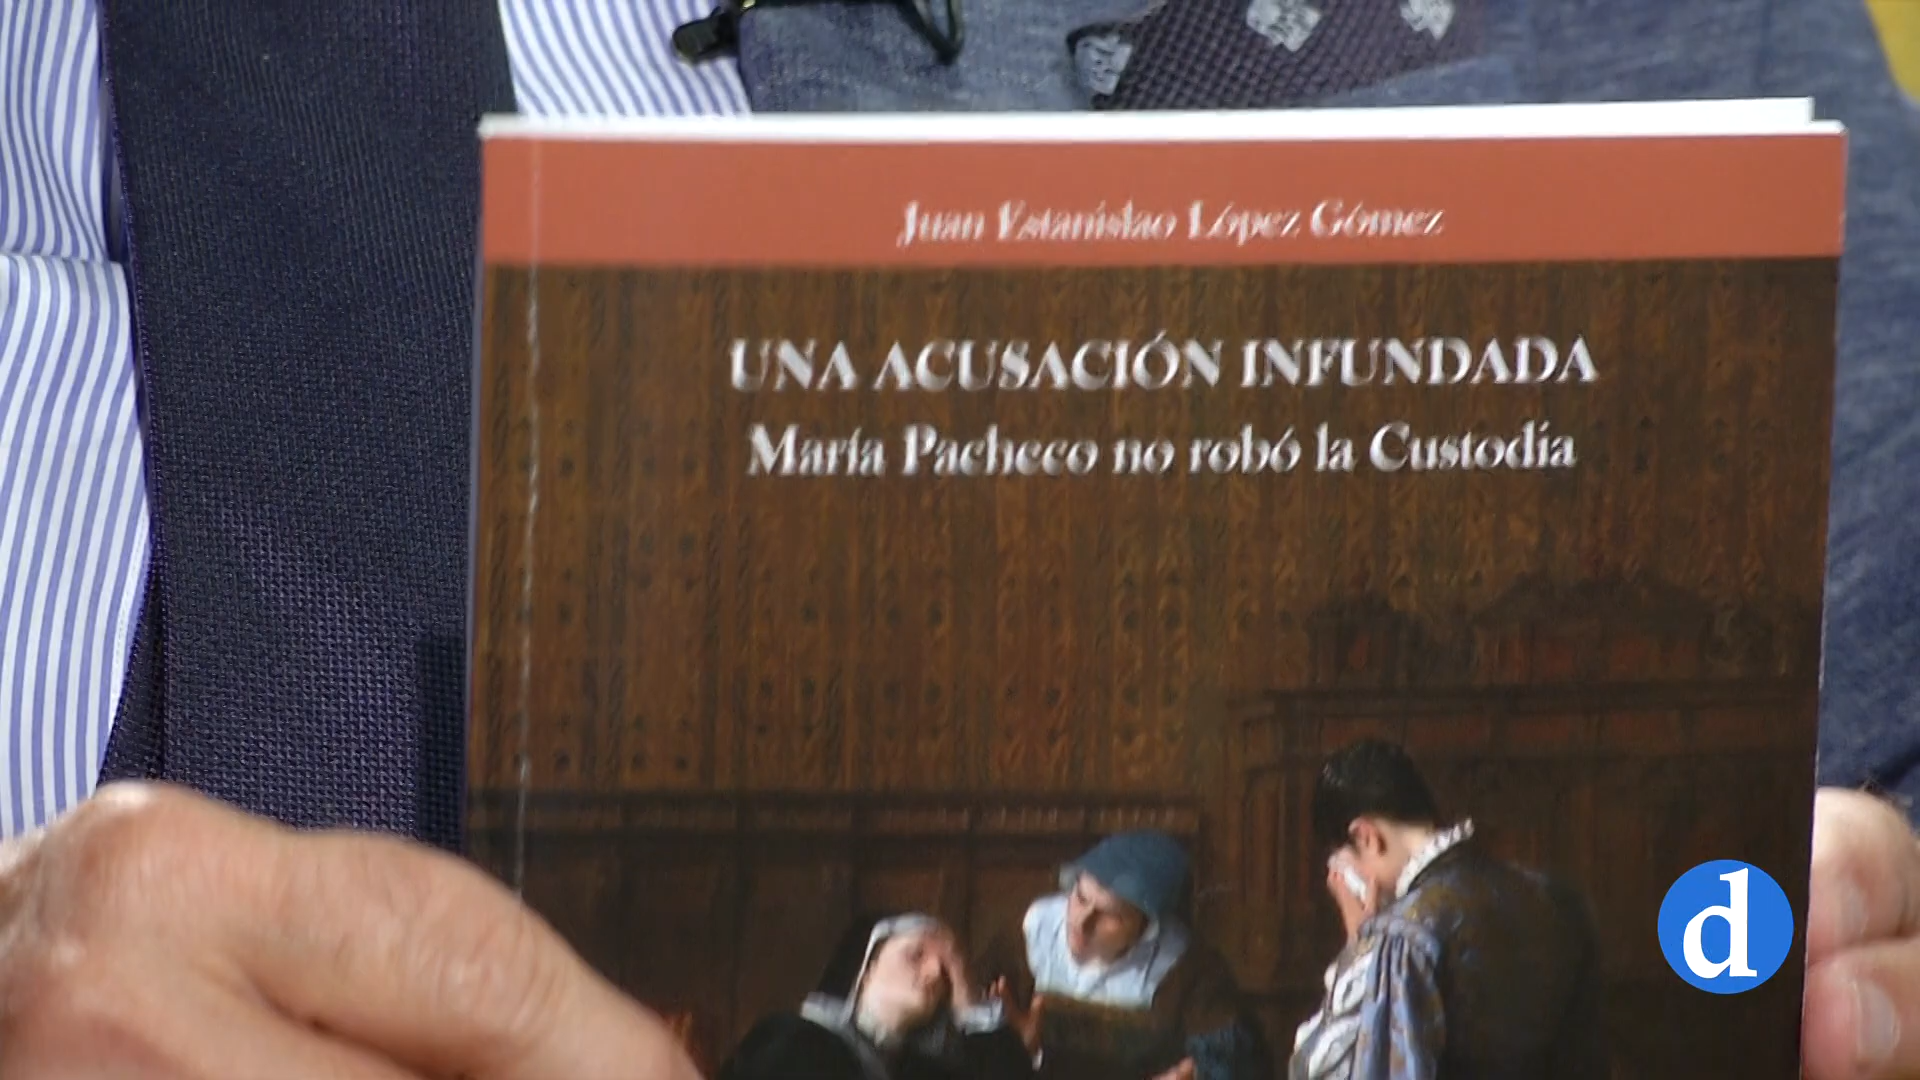 Juan Estanislao López Gómez
UNA ACUSACIÓN INFUNDADA
María Pacheco no robó la Custodia
d